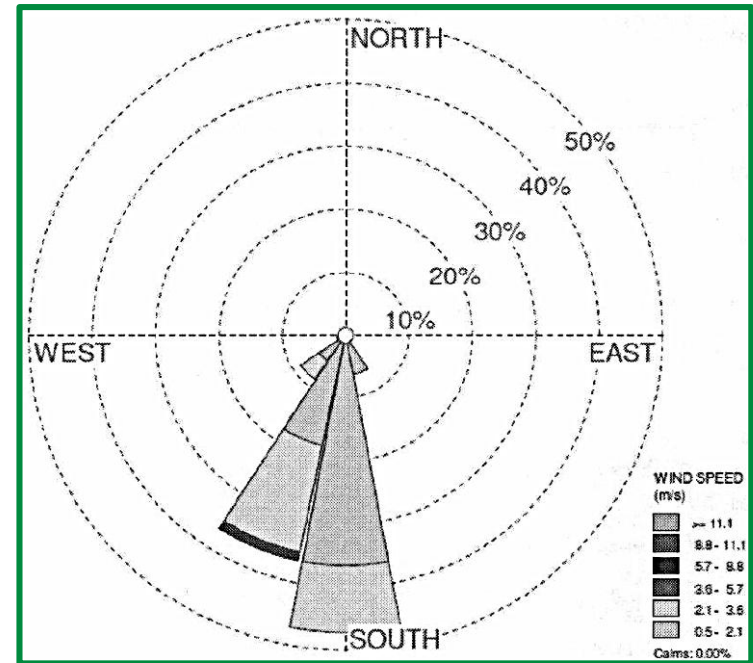 NORTH
50%
40%
30%
20%
10%
WEST
EAST
SOUTH
WIND SPEED
(m/s)
>= 11.1
8.8 - 11.1
5.7 - 8.8
3.6 - 5.7
2.1 - 3.6
0.5 - 2.1
Calms: 0.00%